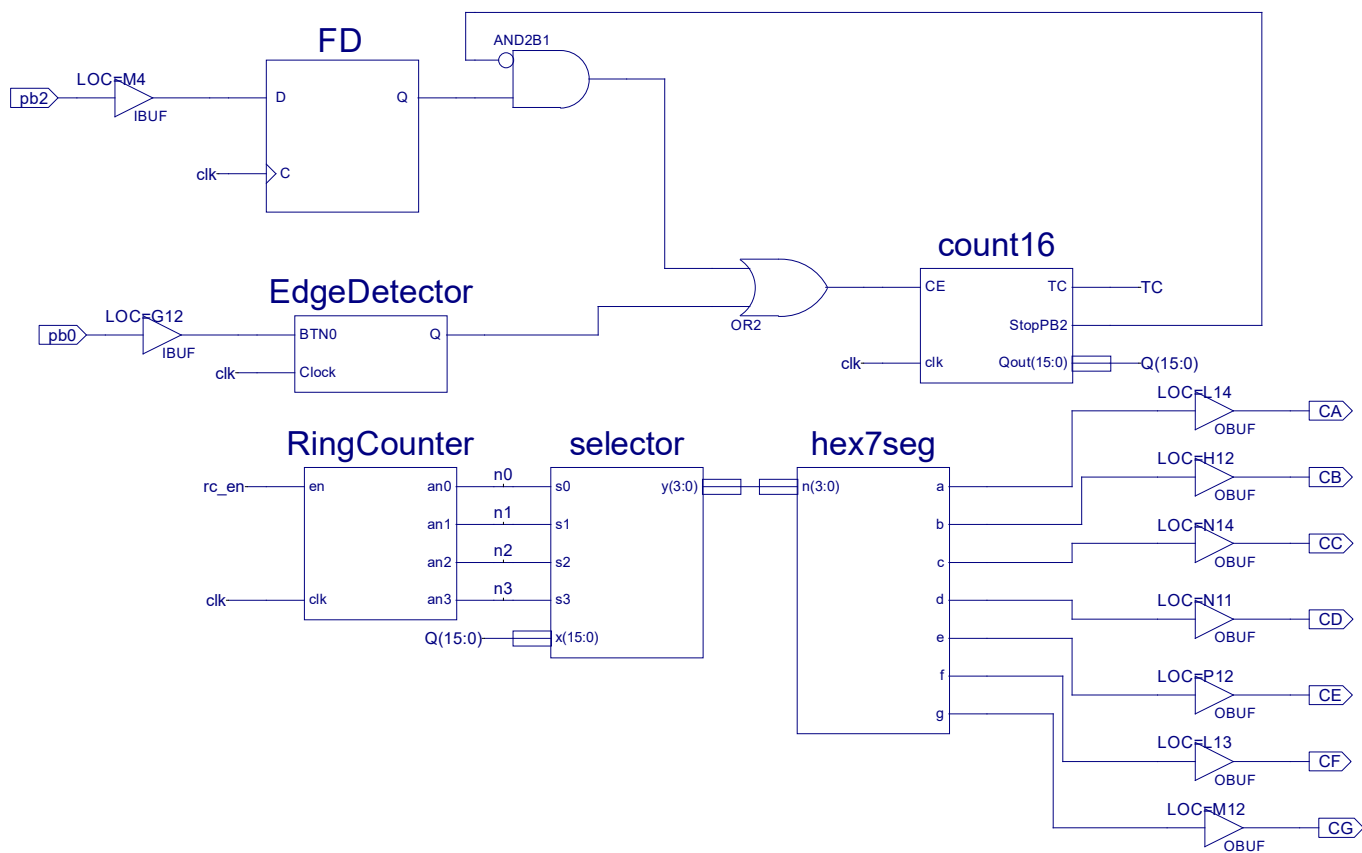 AND2B1
FD
LOC=M4
pb2
IBUF
D
Q
clk
C
count16
EdgeDetector
CE
TC
TC
LOC=G12
OR2
StopPB2
pb0
IBUF
BTN0
Q
clk
Clock
clk
clk
Qout(15:0)
Q(15:0)
LOC=L14
CA
OBUF
RingCounter
selector
hex7seg
rc_en
en
an0
n0
s0
y(3:0)
n(3:0)
a
LOC=H12
CB
OBUF
an1
n1
s1
b
an2
n2
s2
c
LOC=N14
CC
OBUF
clk
clk
an3
n3
s3
d
LOC=N11
CD
OBUF
Q(15:0)
x(15:0)
e
f
g
LOC=P12
CE
OBUF
LOC=L13
CF
OBUF
LOC=M12
CG
OBUF